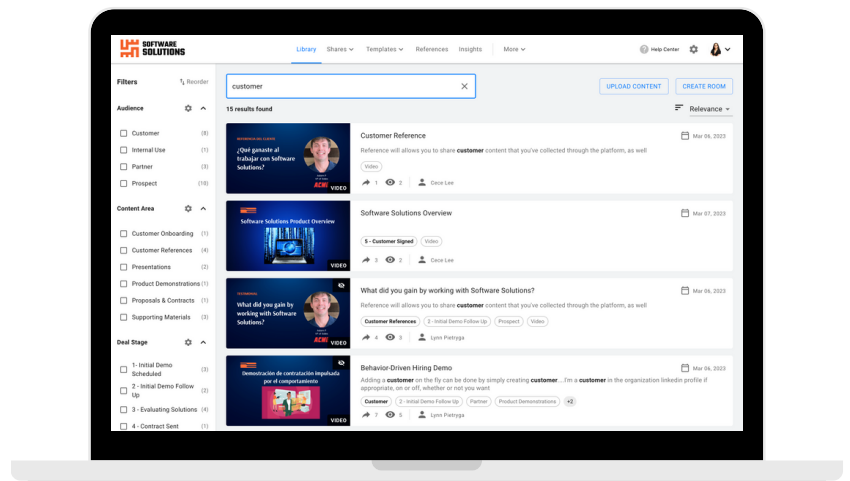 SOFTWARE
SOLUTIONS
Library
Shares
Templates
References
Insights
More
Help Center
Filters
Reorder
customer
UPLOAD CONTENT
CREATE ROOM
15 results found
Relevance
Audience
Customer (8)
Internal Use (1)
Partner (3)
Prospect (10)
Content Area
Customer Onboarding (1)
Customer References (4)
Presentations (2)
Product Demonstrations (1)
Proposals & Contracts (1)
Supporting Materials (3)
Deal Stage
1- Initial Demo
Scheduled (3)
2 - Initial Demo Follow
Up (2)
3 - Evaluating Solutions (4)
4 - Contract Sent (1)
REFERENCIA DEL CLIENTE
¿Qué ganaste al
trabajar con Software
Solutions?
VIDEO
Customer Reference
Mar 06, 2023
Reference will allows you to share customer content that you've collected through the platform, as well
Video
1 2 Cece Lee
Software Solutions Product Overview
VIDEO
Software Solutions Overview
Mar 07, 2023
5 - Customer Signed
Video
3 2 Cece Lee
TESTIMONIAL
What did you gain by
working with Software
Solutions?
VIDEO
What did you gain by working with Software Solutions?
Mar 06, 2023
Reference will allows you to share customer content that you've collected through the platform, as well
Customer References
2 - Initial Demo Follow Up
Prospect
Video
4 3 Lynn Pietryga
Demostración de contratación impulsada
por el comportamiento
VIDEO
Behavior-Driven Hiring Demo
Mar 06, 2023
Adding a customer on the fly can be done by simply creating customer....I'm a customer in the organization linkedin profile if
appropriate, on or off, whether or not you want
Customer
2 - Initial Demo Follow Up
Partner
Product Demonstrations
+2
7 5 Lynn Pietryga